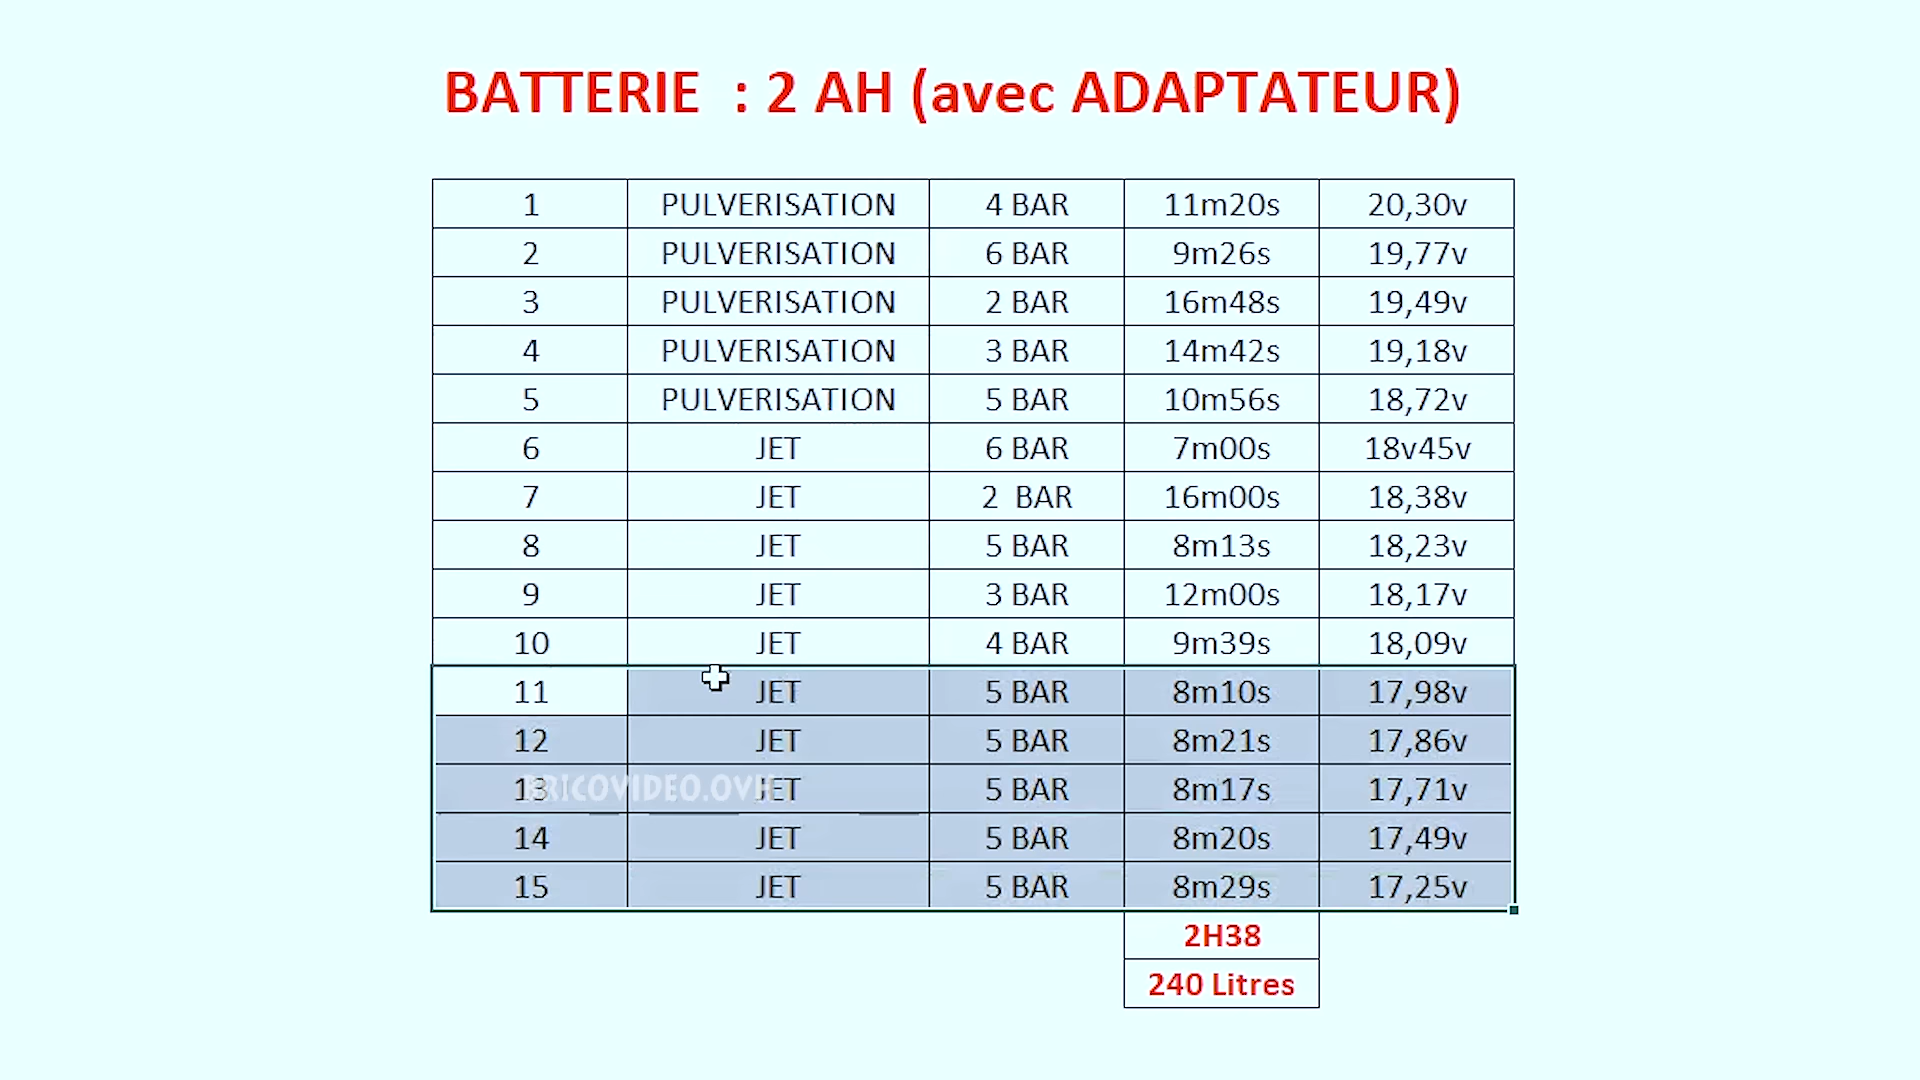 BATTERIE : 2 AH (avec ADAPTATEUR)
1 PULVERISATION 4 BAR 11m20s 20,30v
2 PULVERISATION 6 BAR 9m26s 19,77v
3 PULVERISATION 2 BAR 16m48s 19,49v
4 PULVERISATION 3 BAR 14m42s 19,18v
5 PULVERISATION 5 BAR 10m56s 18,72v
6 JET 6 BAR 7m00s 18v45v
7 JET 2 BAR 16m00s 18,38v
8 JET 5 BAR 8m13s 18,23v
9 JET 3 BAR 12m00s 18,17v
10 JET 4 BAR 9m39s 18,09v
11 JET 5 BAR 8m10s 17,98v
12 JET 5 BAR 8m21s 17,86v
13 JET 5 BAR 8m17s 17,71v
BRICOVIDEO.OVH
14 JET 5 BAR 8m20s 17,49v
15 JET 5 BAR 8m29s 17,25v
2H38
240 Litres